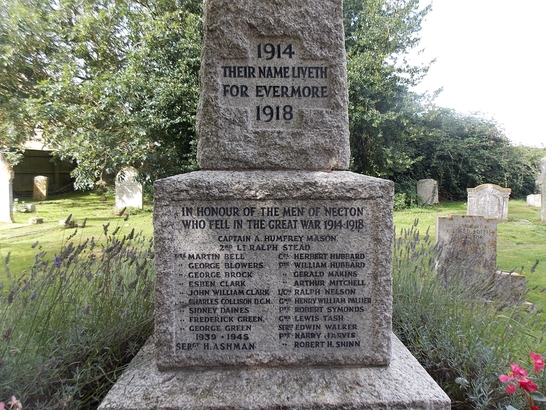 1914
THEIR NAME LIVETH
FOR EVERMORE
1918
IN HONOUR OF THE MEN OF NECTON
WHO FELL IN THE GREAT WAR 1914-1918
CAPTAIN A. HUMFREY MASON
2ND LT RALPH STEAD
MARTIN BELL
" GEORGE BLOWERS
" GEORGE BROCK
" ESREN CLARK
" JOHN WILLIAM CLARK
" CHARLES COLLISON D.C.M.
" SIDNEY DAINES
" FREDERICK GREEN
" GEORGE GREEN
1939 - 1945
SERGT H. ASHMAN
HERBERT HUBBARD
WILLIAM HUBBARD
" GERALD MAKINS
" ARTHUR MITCHELL
RALPH NELSON
HENRY WILLIAM
ROBERT SYMONDS
LEWIS TASH
EDWIN WALKER
HARRY JARVIS
" ROBERT H. SHINN